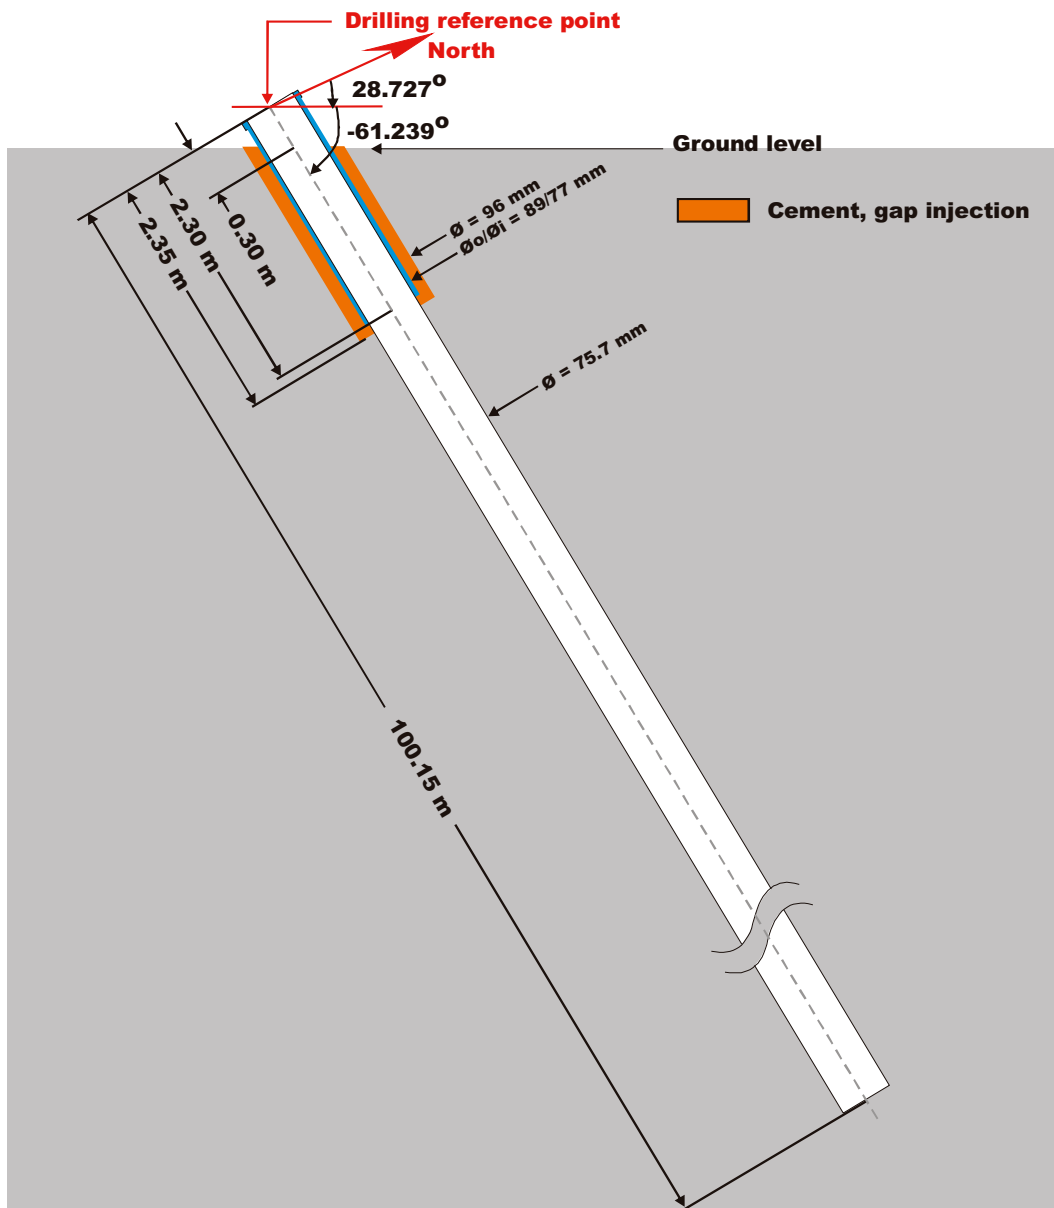 Drilling reference point
North
28.727°
-61.239°
Ground level
Cement, gap injection
Ø = 96 mm
Øo/Øi = 89/77 mm
0.30 m
2.30 m
2.35 m
Ø = 75.7 mm
100.15 m